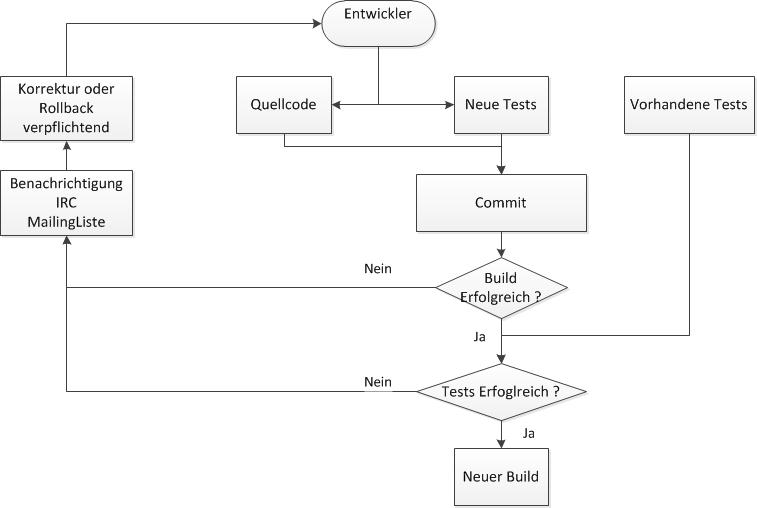 Entwickler
Korrektur oder
Rollback
verpflichtend
Quellcode
Neue Tests
Vorhandene Tests
Benachrichtigung
IRC
MailingListe
Commit
Nein
Build
Erfolgreich ?
Ja
Nein
Tests Erfoglreich ?
Ja
Neuer Build